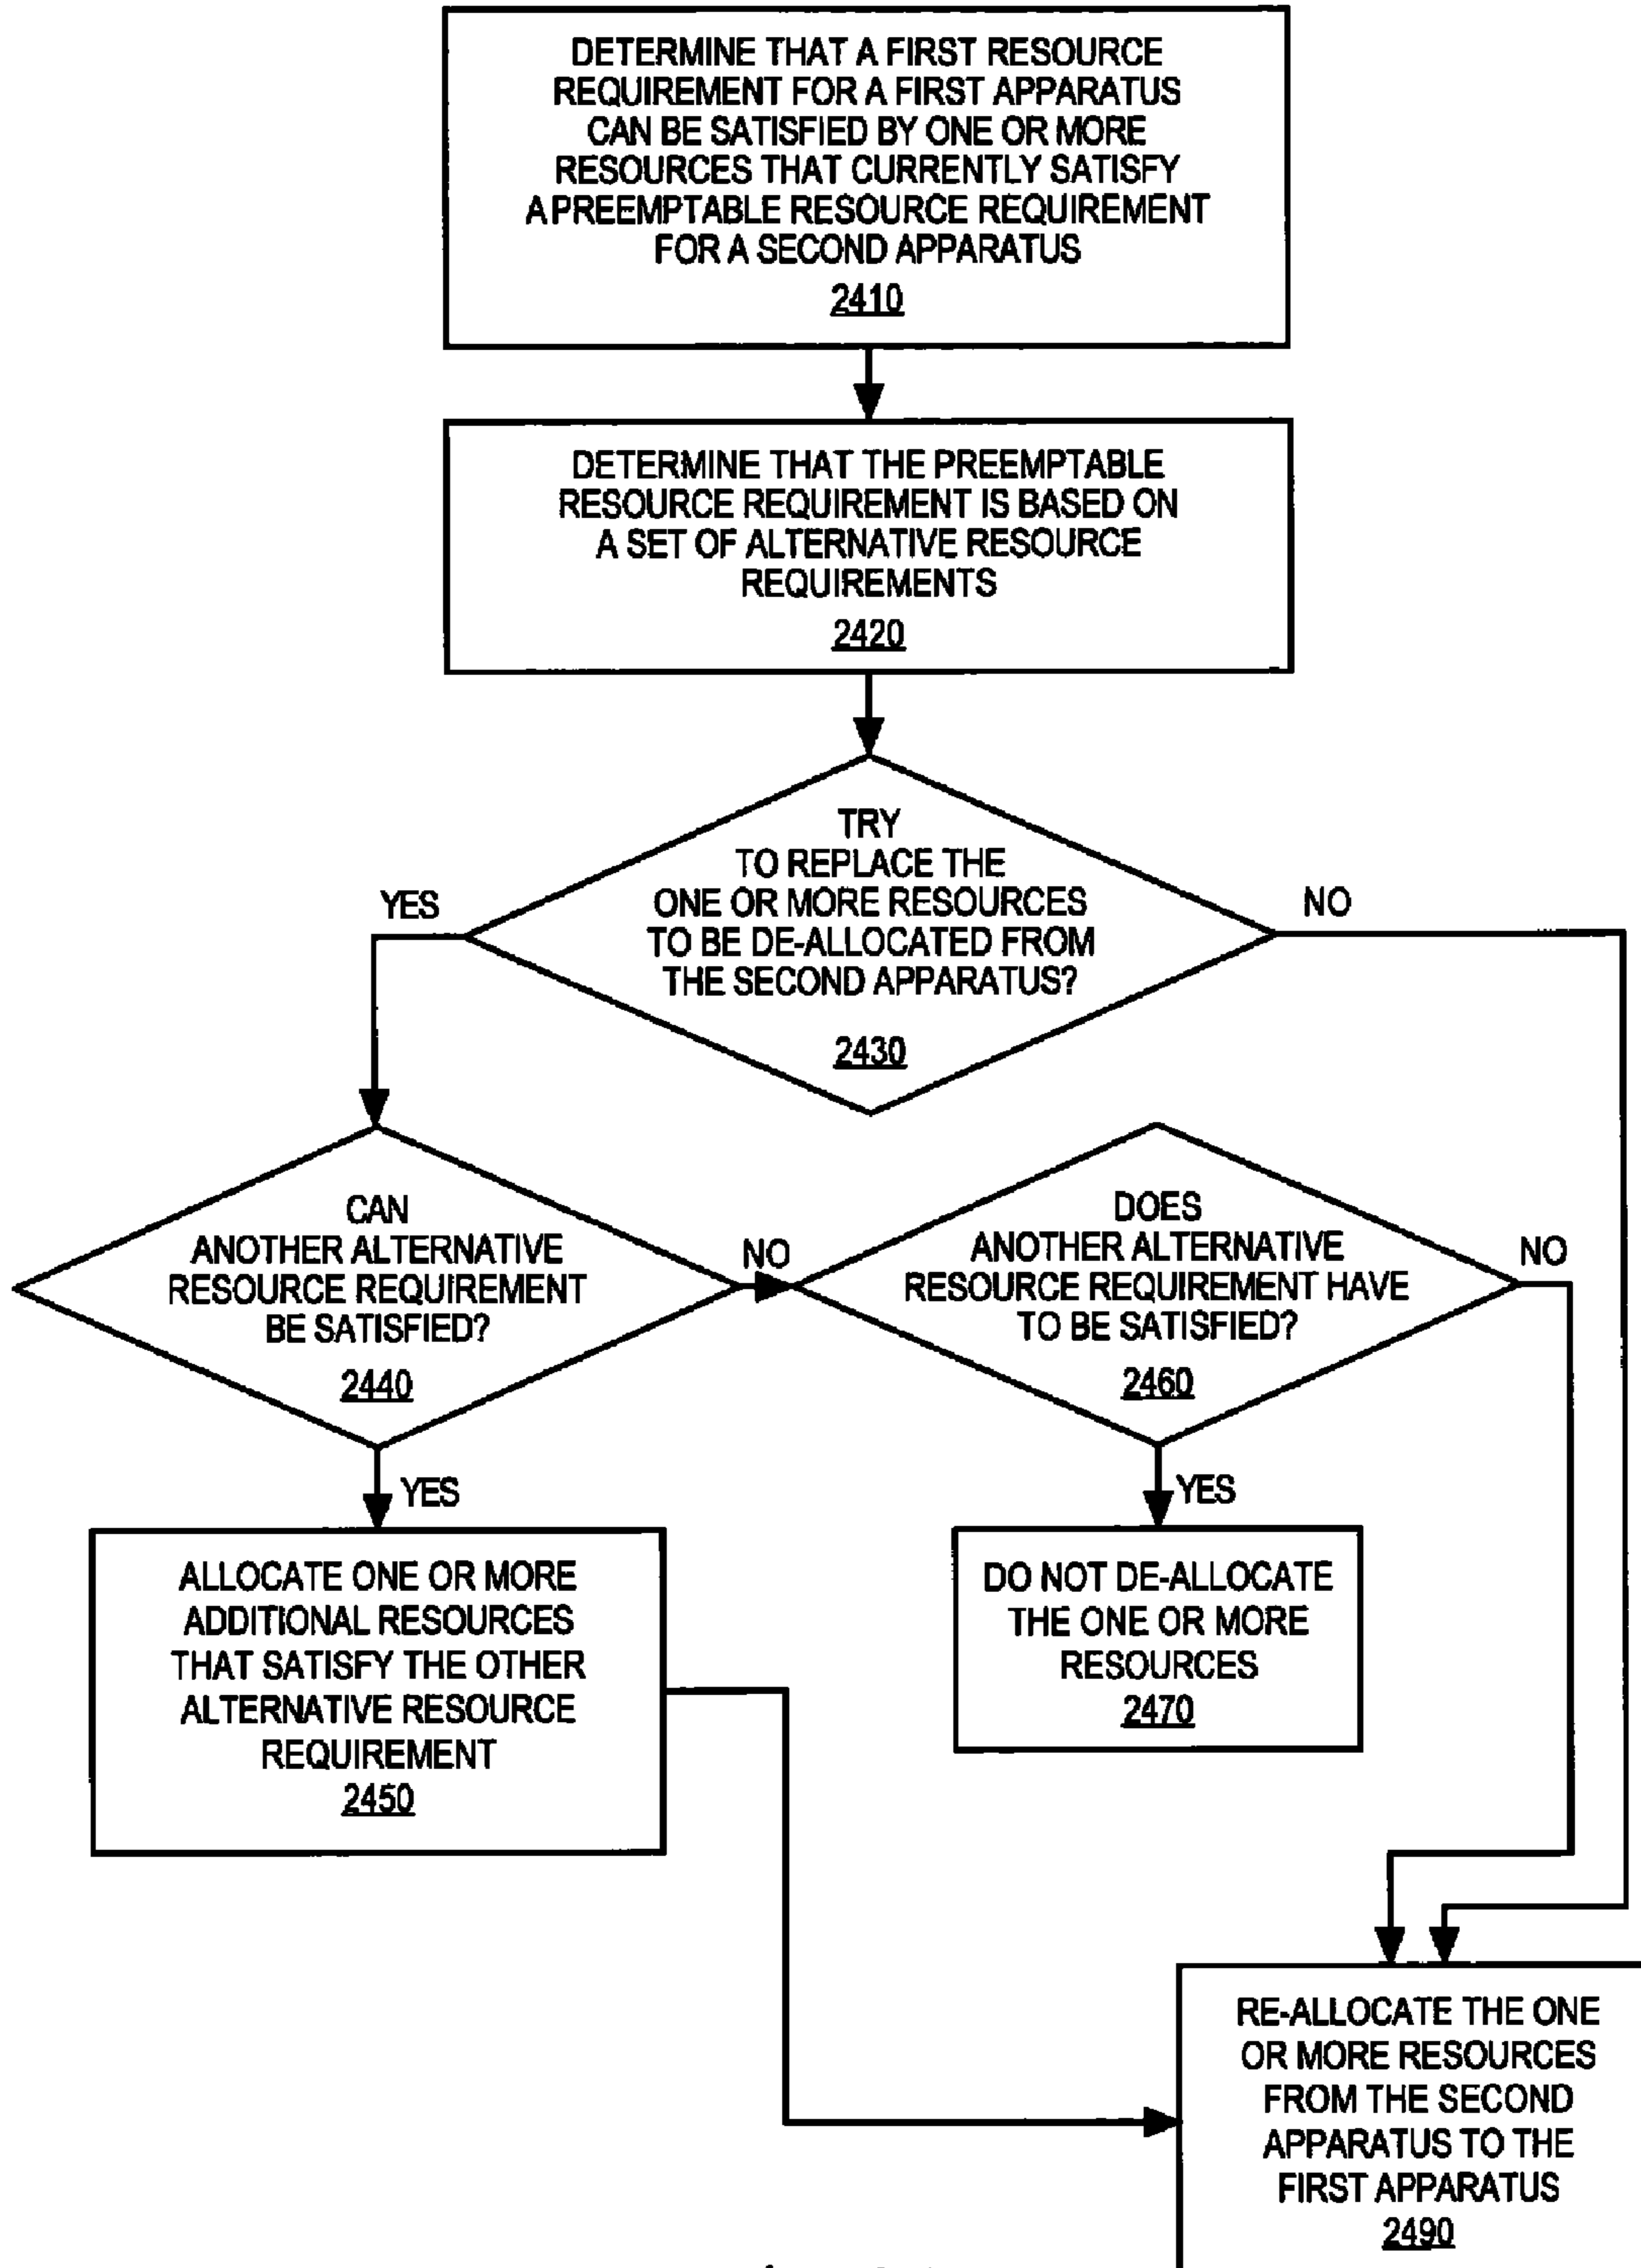 DETERMINE THAT A FIRST RESOURCE
REQUIREMENT FOR A FIRST APPARATUS
CAN BE SATISFIED BY ONE OR MORE
RESOURCES THAT CURRENTLY SATISFY
A PREEMPTABLE RESOURCE REQUIREMENT
FOR A SECOND APPARATUS
2410
DETERMINE THAT THE PREEMPTABLE
RESOURCE REQUIREMENT IS BASED ON
A SET OF ALTERNATIVE RESOURCE
REQUIREMENTS
2420
TRY
TO REPLACE THE
ONE OR MORE RESOURCES
TO BE DE-ALLOCATED FROM
THE SECOND APPARATUS?
2430
YES
NO
CAN
ANOTHER ALTERNATIVE
RESOURCE REQUIREMENT
BE SATISFIED?
2440
NO
DOES
ANOTHER ALTERNATIVE
RESOURCE REQUIREMENT HAVE
TO BE SATISFIED?
2460
NO
YES
YES
ALLOCATE ONE OR MORE
ADDITIONAL RESOURCES
THAT SATISFY THE OTHER
ALTERNATIVE RESOURCE
REQUIREMENT
2450
DO NOT DE-ALLOCATE
THE ONE OR MORE
RESOURCES
2470
RE-ALLOCATE THE ONE
OR MORE RESOURCES
FROM THE SECOND
APPARATUS TO THE
FIRST APPARATUS
2490